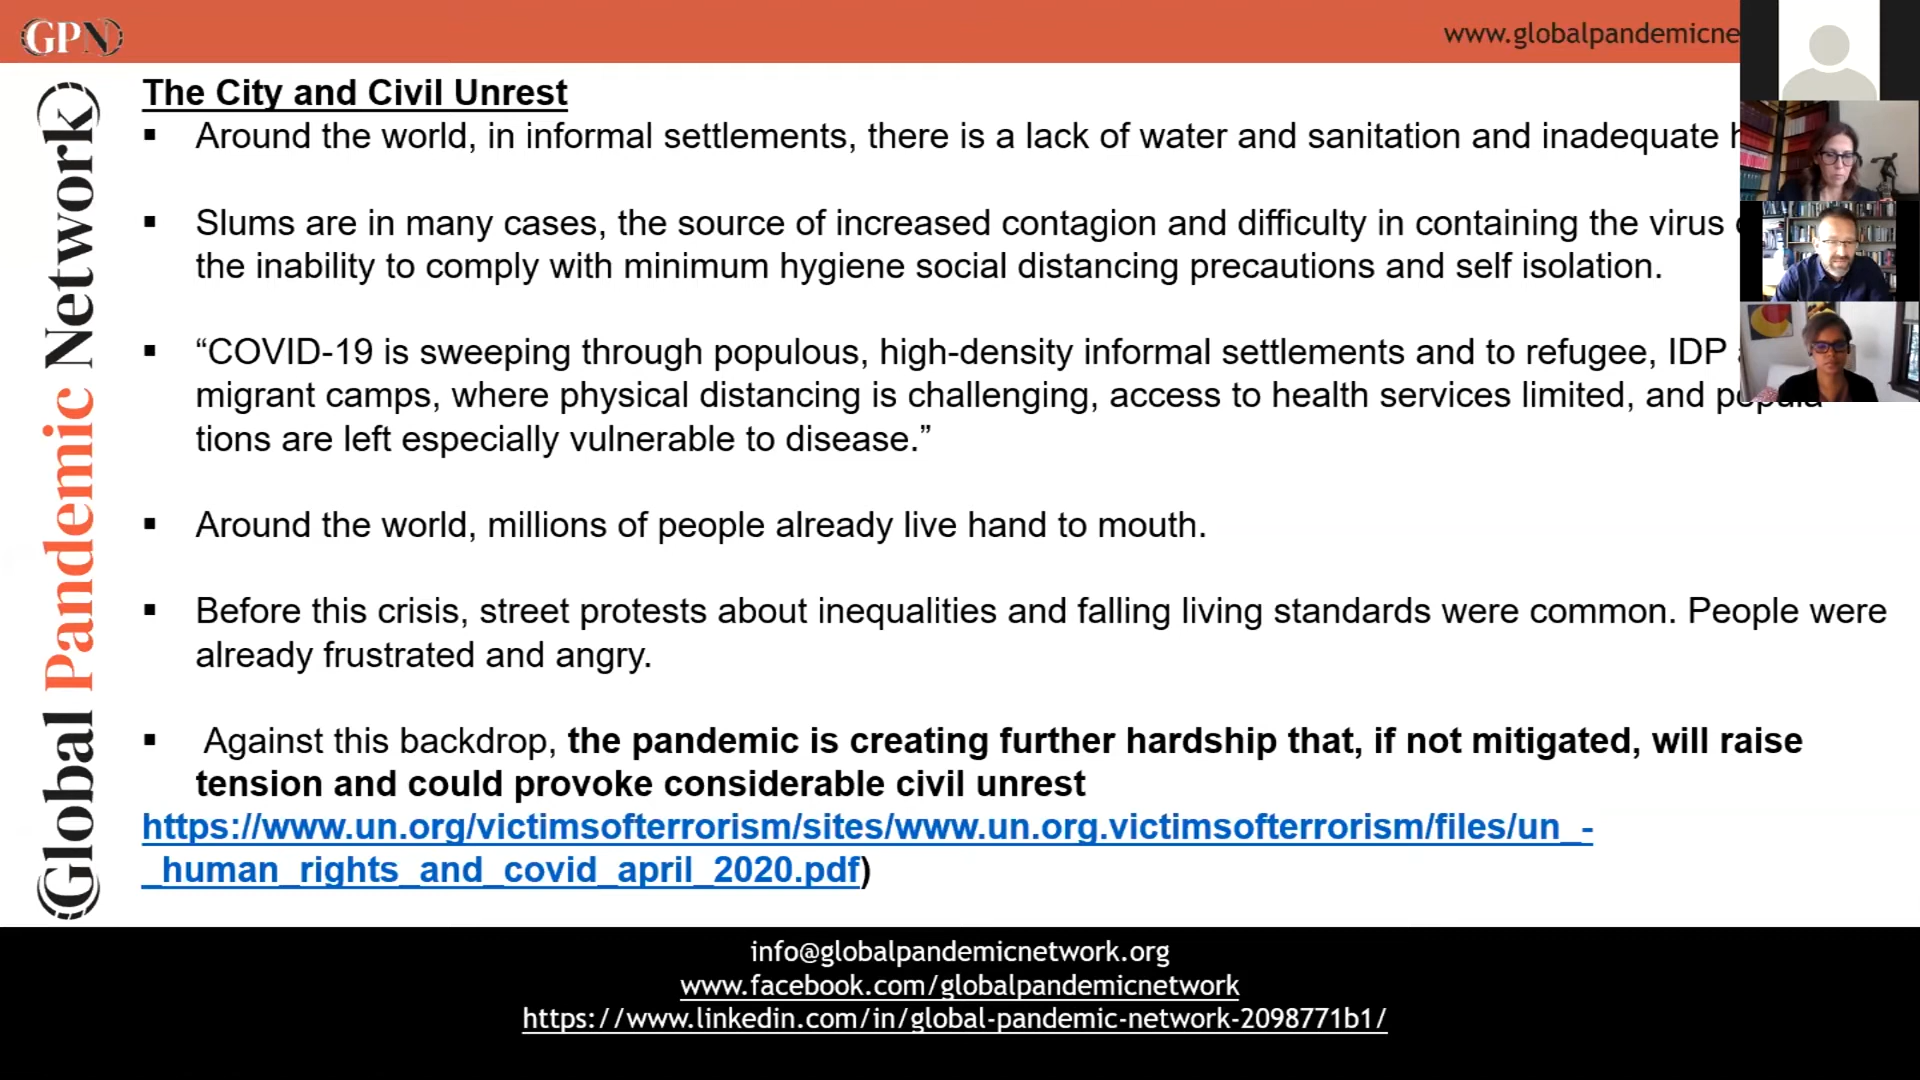 GPN
www.globalpandemicne
Global Pandemic Network
The City and Civil Unrest
▪ Around the world, in informal settlements, there is a lack of water and sanitation and inadequate
▪ Slums are in many cases, the source of increased contagion and difficulty in containing the virus
the inability to comply with minimum hygiene social distancing precautions and self isolation.
▪ “COVID-19 is sweeping through populous, high-density informal settlements and to refugee, IDP
migrant camps, where physical distancing is challenging, access to health services limited, and popula
tions are left especially vulnerable to disease.”
▪ Around the world, millions of people already live hand to mouth.
▪ Before this crisis, street protests about inequalities and falling living standards were common. People were
already frustrated and angry.
▪ Against this backdrop, the pandemic is creating further hardship that, if not mitigated, will raise
tension and could provoke considerable civil unrest
https://www.un.org/victimsofterrorism/sites/www.un.org.victimsofterrorism/files/un_-
_human_rights_and_covid_april_2020.pdf)
info@globalpandemicnetwork.org
www.facebook.com/globalpandemicnetwork
https://www.linkedin.com/in/global-pandemic-network-2098771b1/